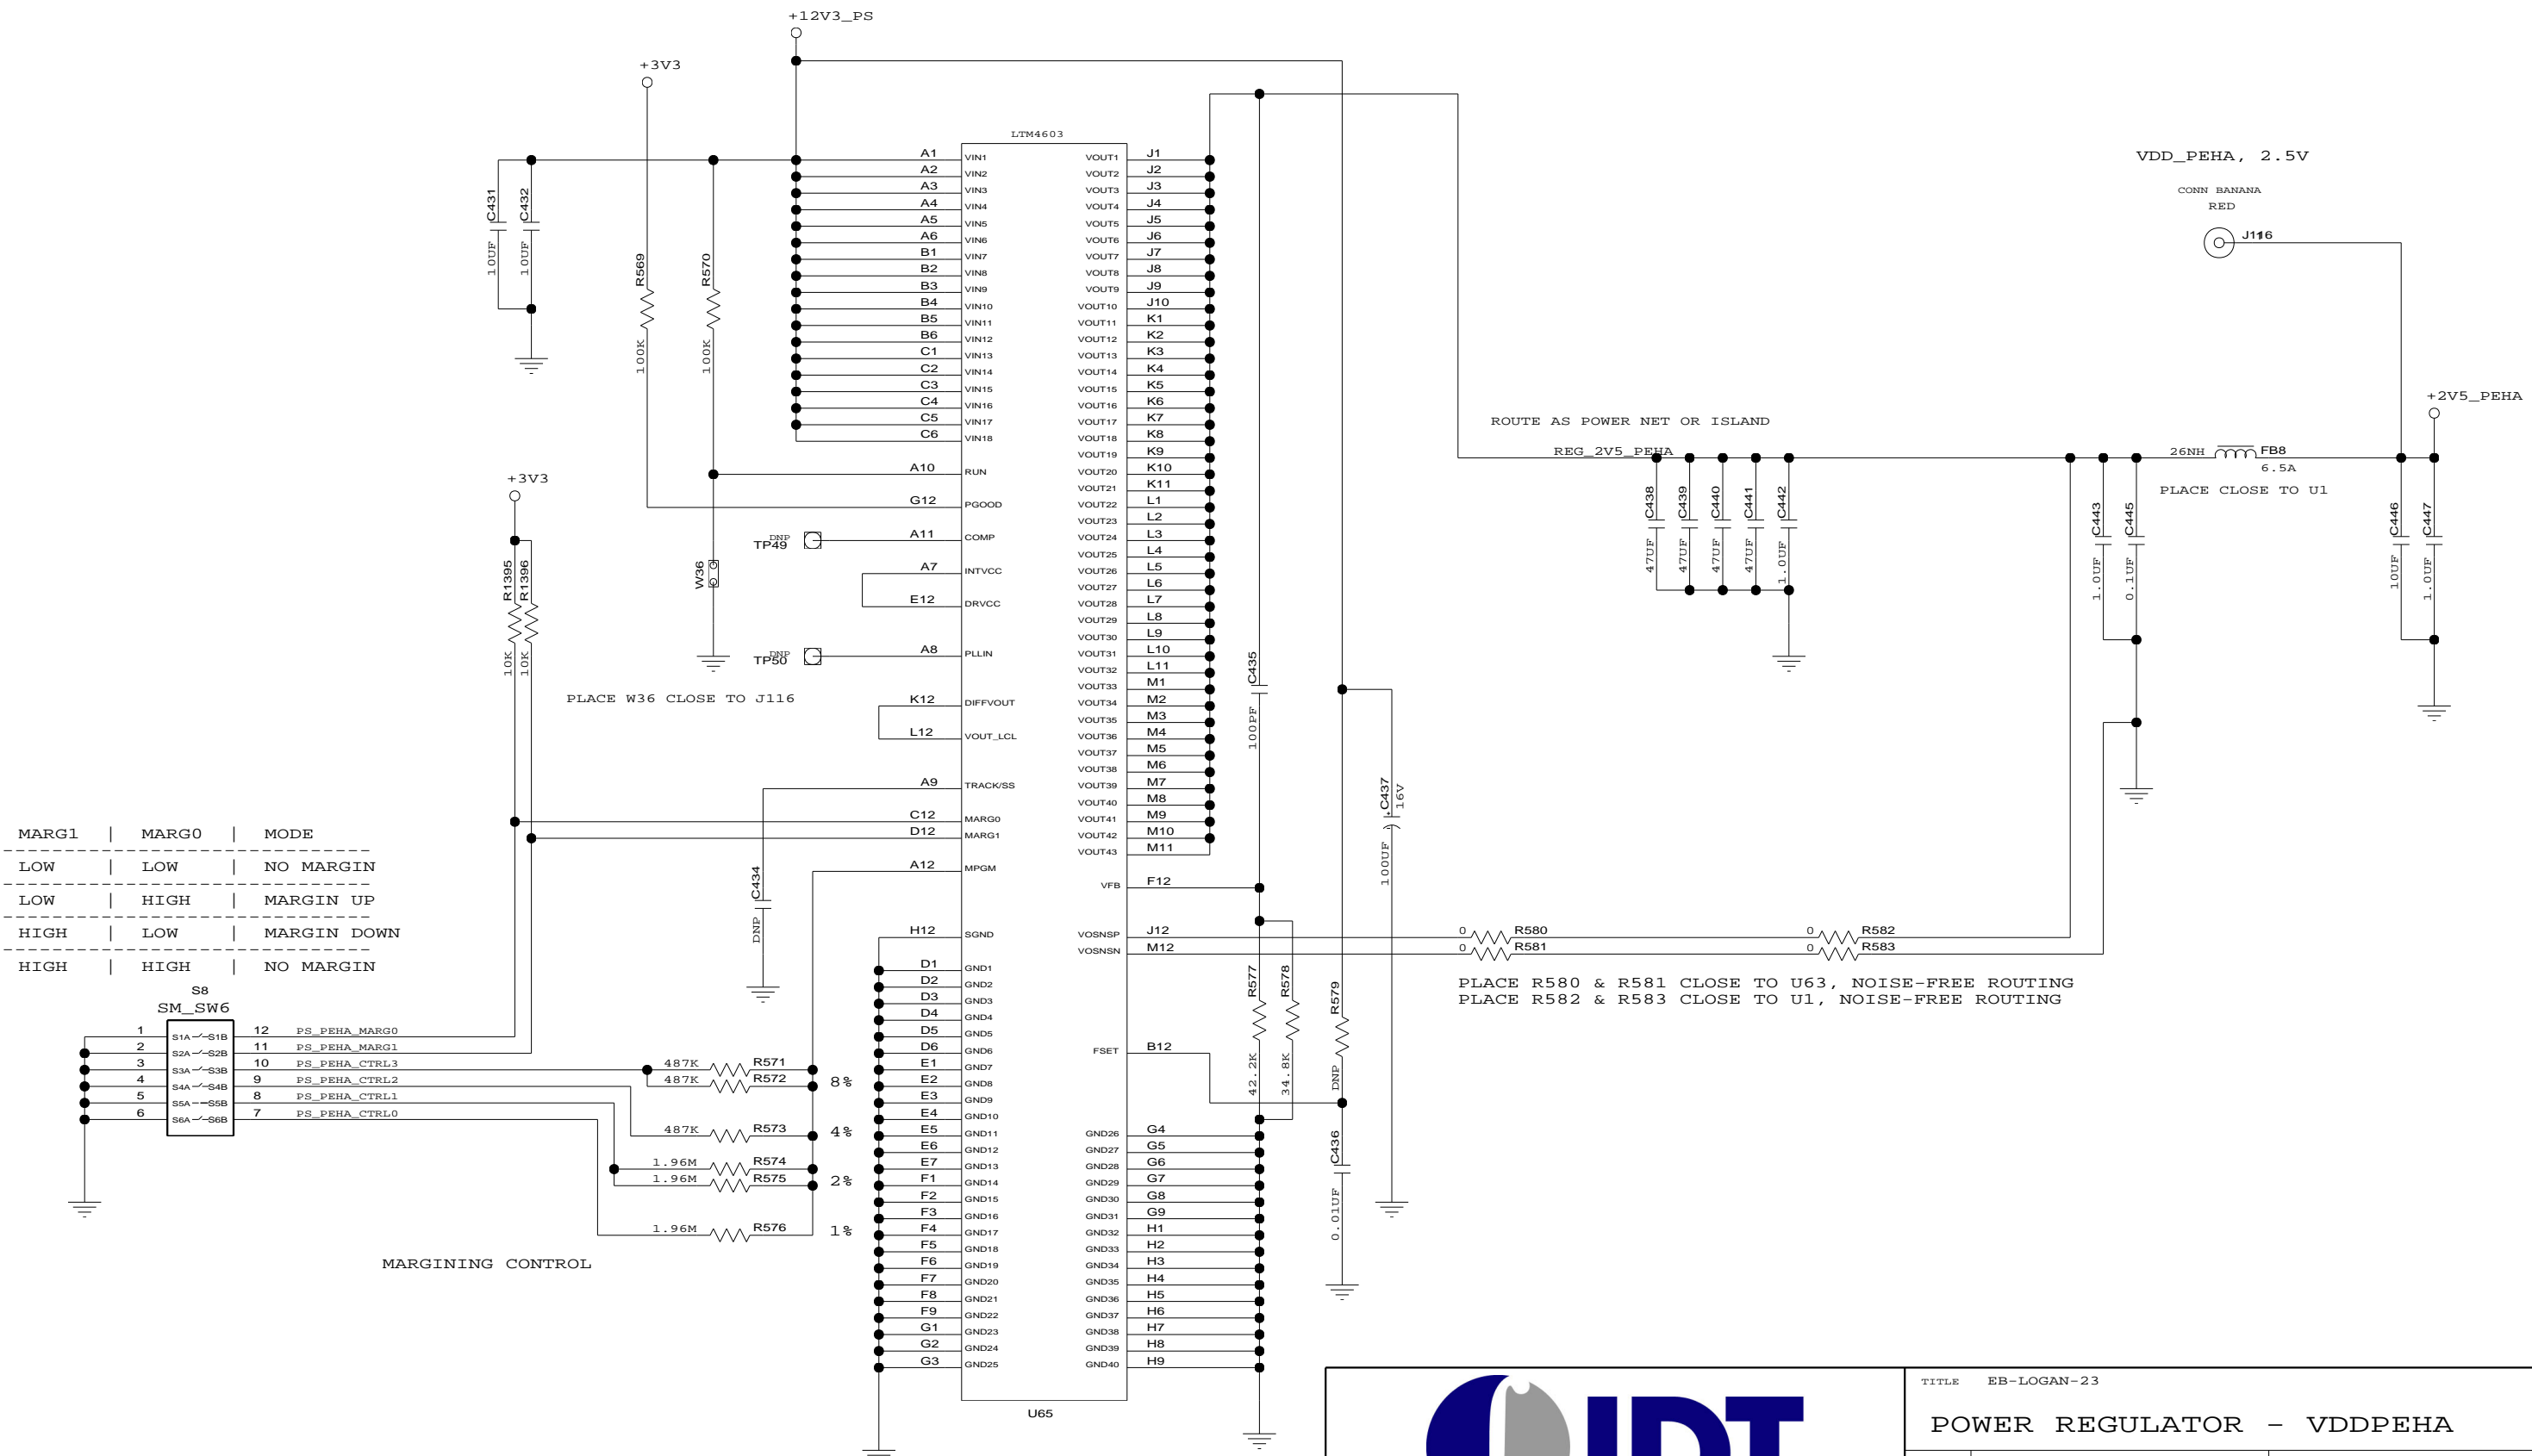 +12V3_PS
+3V3
LTM4603
VDD_PEHA, 2.5V
CONN BANANA
RED
J116
C431
10UF
C432
10UF
R569
100K
R570
100K
A1 VIN1 VOUT1 J1
A2 VIN2 VOUT2 J2
A3 VIN3 VOUT3 J3
A4 VIN4 VOUT4 J4
A5 VIN5 VOUT5 J5
A6 VIN6 VOUT6 J6
B1 VIN7 VOUT7 J7
B2 VIN8 VOUT8 J8
B3 VIN9 VOUT9 J9
B4 VIN10 VOUT10 J10
B5 VIN11 VOUT11 K1
B6 VIN12 VOUT12 K2
C1 VIN13 VOUT13 K3
C2 VIN14 VOUT14 K4
C3 VIN15 VOUT15 K5
C4 VIN16 VOUT16 K6
C5 VIN17 VOUT17 K7
C6 VIN18 VOUT18 K8
VOUT19 K9
A10 RUN VOUT20 K10
VOUT21 K11
G12 PGOOD VOUT22 L1
VOUT23 L2
A11 COMP VOUT24 L3
VOUT25 L4
A7 INTVCC VOUT26 L5
VOUT27 L6
E12 DRVCC VOUT28 L7
VOUT29 L8
VOUT30 L9
A8 PLLIN VOUT31 L10
VOUT32 L11
VOUT33 M1
K12 DIFFVOUT VOUT34 M2
VOUT35 M3
L12 VOUT_LCL VOUT36 M4
VOUT37 M5
VOUT38 M6
A9 TRACK/SS VOUT39 M7
VOUT40 M8
C12 MARG0 VOUT41 M9
D12 MARG1 VOUT42 M10
VOUT43 M11
A12 MPGM
VFB F12
H12 SGND VOSNSP J12
VOSNSN M12
D1 GND1
D2 GND2
D3 GND3
D4 GND4
D5 GND5
D6 GND6 FSET B12
E1 GND7
E2 GND8
E3 GND9
E4 GND10
E5 GND11 GND26 G4
E6 GND12 GND27 G5
E7 GND13 GND28 G6
F1 GND14 GND29 G7
F2 GND15 GND30 G8
F3 GND16 GND31 G9
F4 GND17 GND32 H1
F5 GND18 GND33 H2
F6 GND19 GND34 H3
F7 GND20 GND35 H4
F8 GND21 GND36 H5
F9 GND22 GND37 H6
G1 GND23 GND38 H7
G2 GND24 GND39 H8
G3 GND25 GND40 H9
U65
+3V3
R1395
10K
R1396
10K
DNP
TP49
W36
DNP
TP50
PLACE W36 CLOSE TO J116
C434
DNP
C435
100PF
C437
16V
100UF
R577
42.2K
R578
34.8K
R579
DNP
C436
0.01UF
ROUTE AS POWER NET OR ISLAND
REG_2V5_PEHA
C438
47UF
C439
47UF
C440
47UF
C441
47UF
C442
1.0UF
C443
1.0UF
C445
0.1UF
26NH FB8
6.5A
PLACE CLOSE TO U1
+2V5_PEHA
C446
10UF
C447
1.0UF
0 R580 0 R582
0 R581 0 R583
PLACE R580 & R581 CLOSE TO U63, NOISE-FREE ROUTING
PLACE R582 & R583 CLOSE TO U1, NOISE-FREE ROUTING
MARG1 | MARG0 | MODE
LOW | LOW | NO MARGIN
LOW | HIGH | MARGIN UP
HIGH | LOW | MARGIN DOWN
HIGH | HIGH | NO MARGIN
S8
SM_SW6
1 S1A S1B 12 PS_PEHA_MARG0
2 S2A S2B 11 PS_PEHA_MARG1
3 S3A S3B 10 PS_PEHA_CTRL3
4 S4A S4B 9 PS_PEHA_CTRL2
5 S5A S5B 8 PS_PEHA_CTRL1
6 S6A S6B 7 PS_PEHA_CTRL0
487K R571
487K R572 8%
487K R573 4%
1.96M R574
1.96M R575 2%
1.96M R576 1%
MARGINING CONTROL
IDT
TITLE EB-LOGAN-23
POWER REGULATOR - VDDPEHA